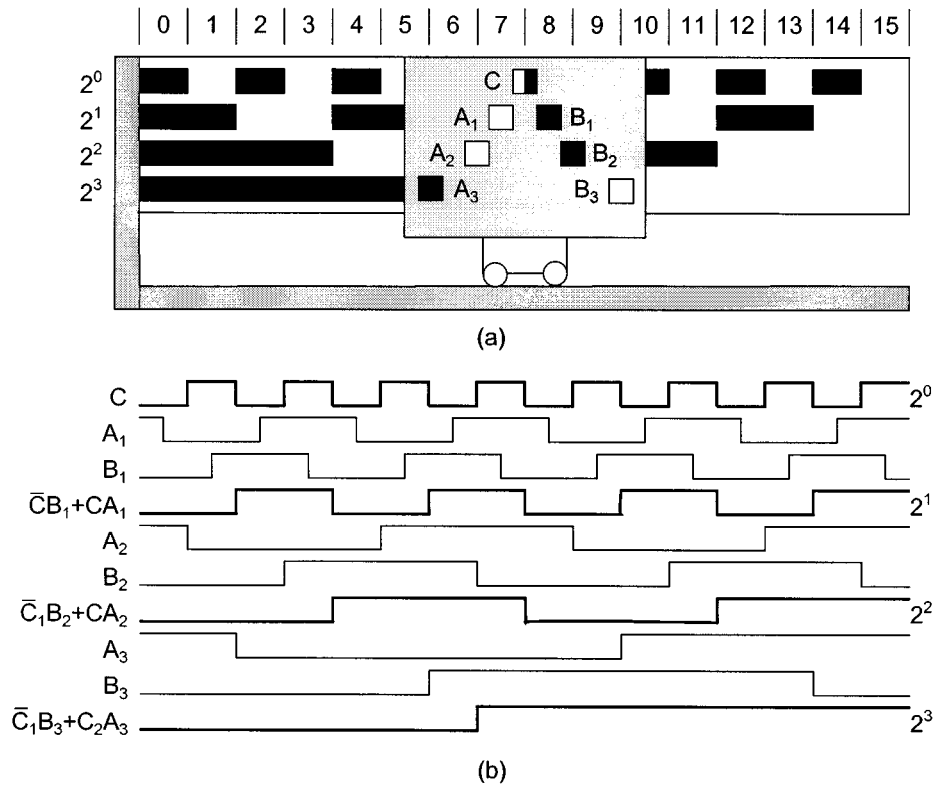 0 1 2 3 4 5 6 7 8 9 10 11 12 13 14 15
2⁰ C
2¹ A₁ B₁
2² A₂ B₂
2³ A₃ B₃
(a)
C 2⁰
A₁
B₁
C̅B₁+CA₁ 2¹
A₂
B₂
C̅₁B₂+CA₂ 2²
A₃
B₃
C̅₁B₃+C₂A₃ 2³
(b)